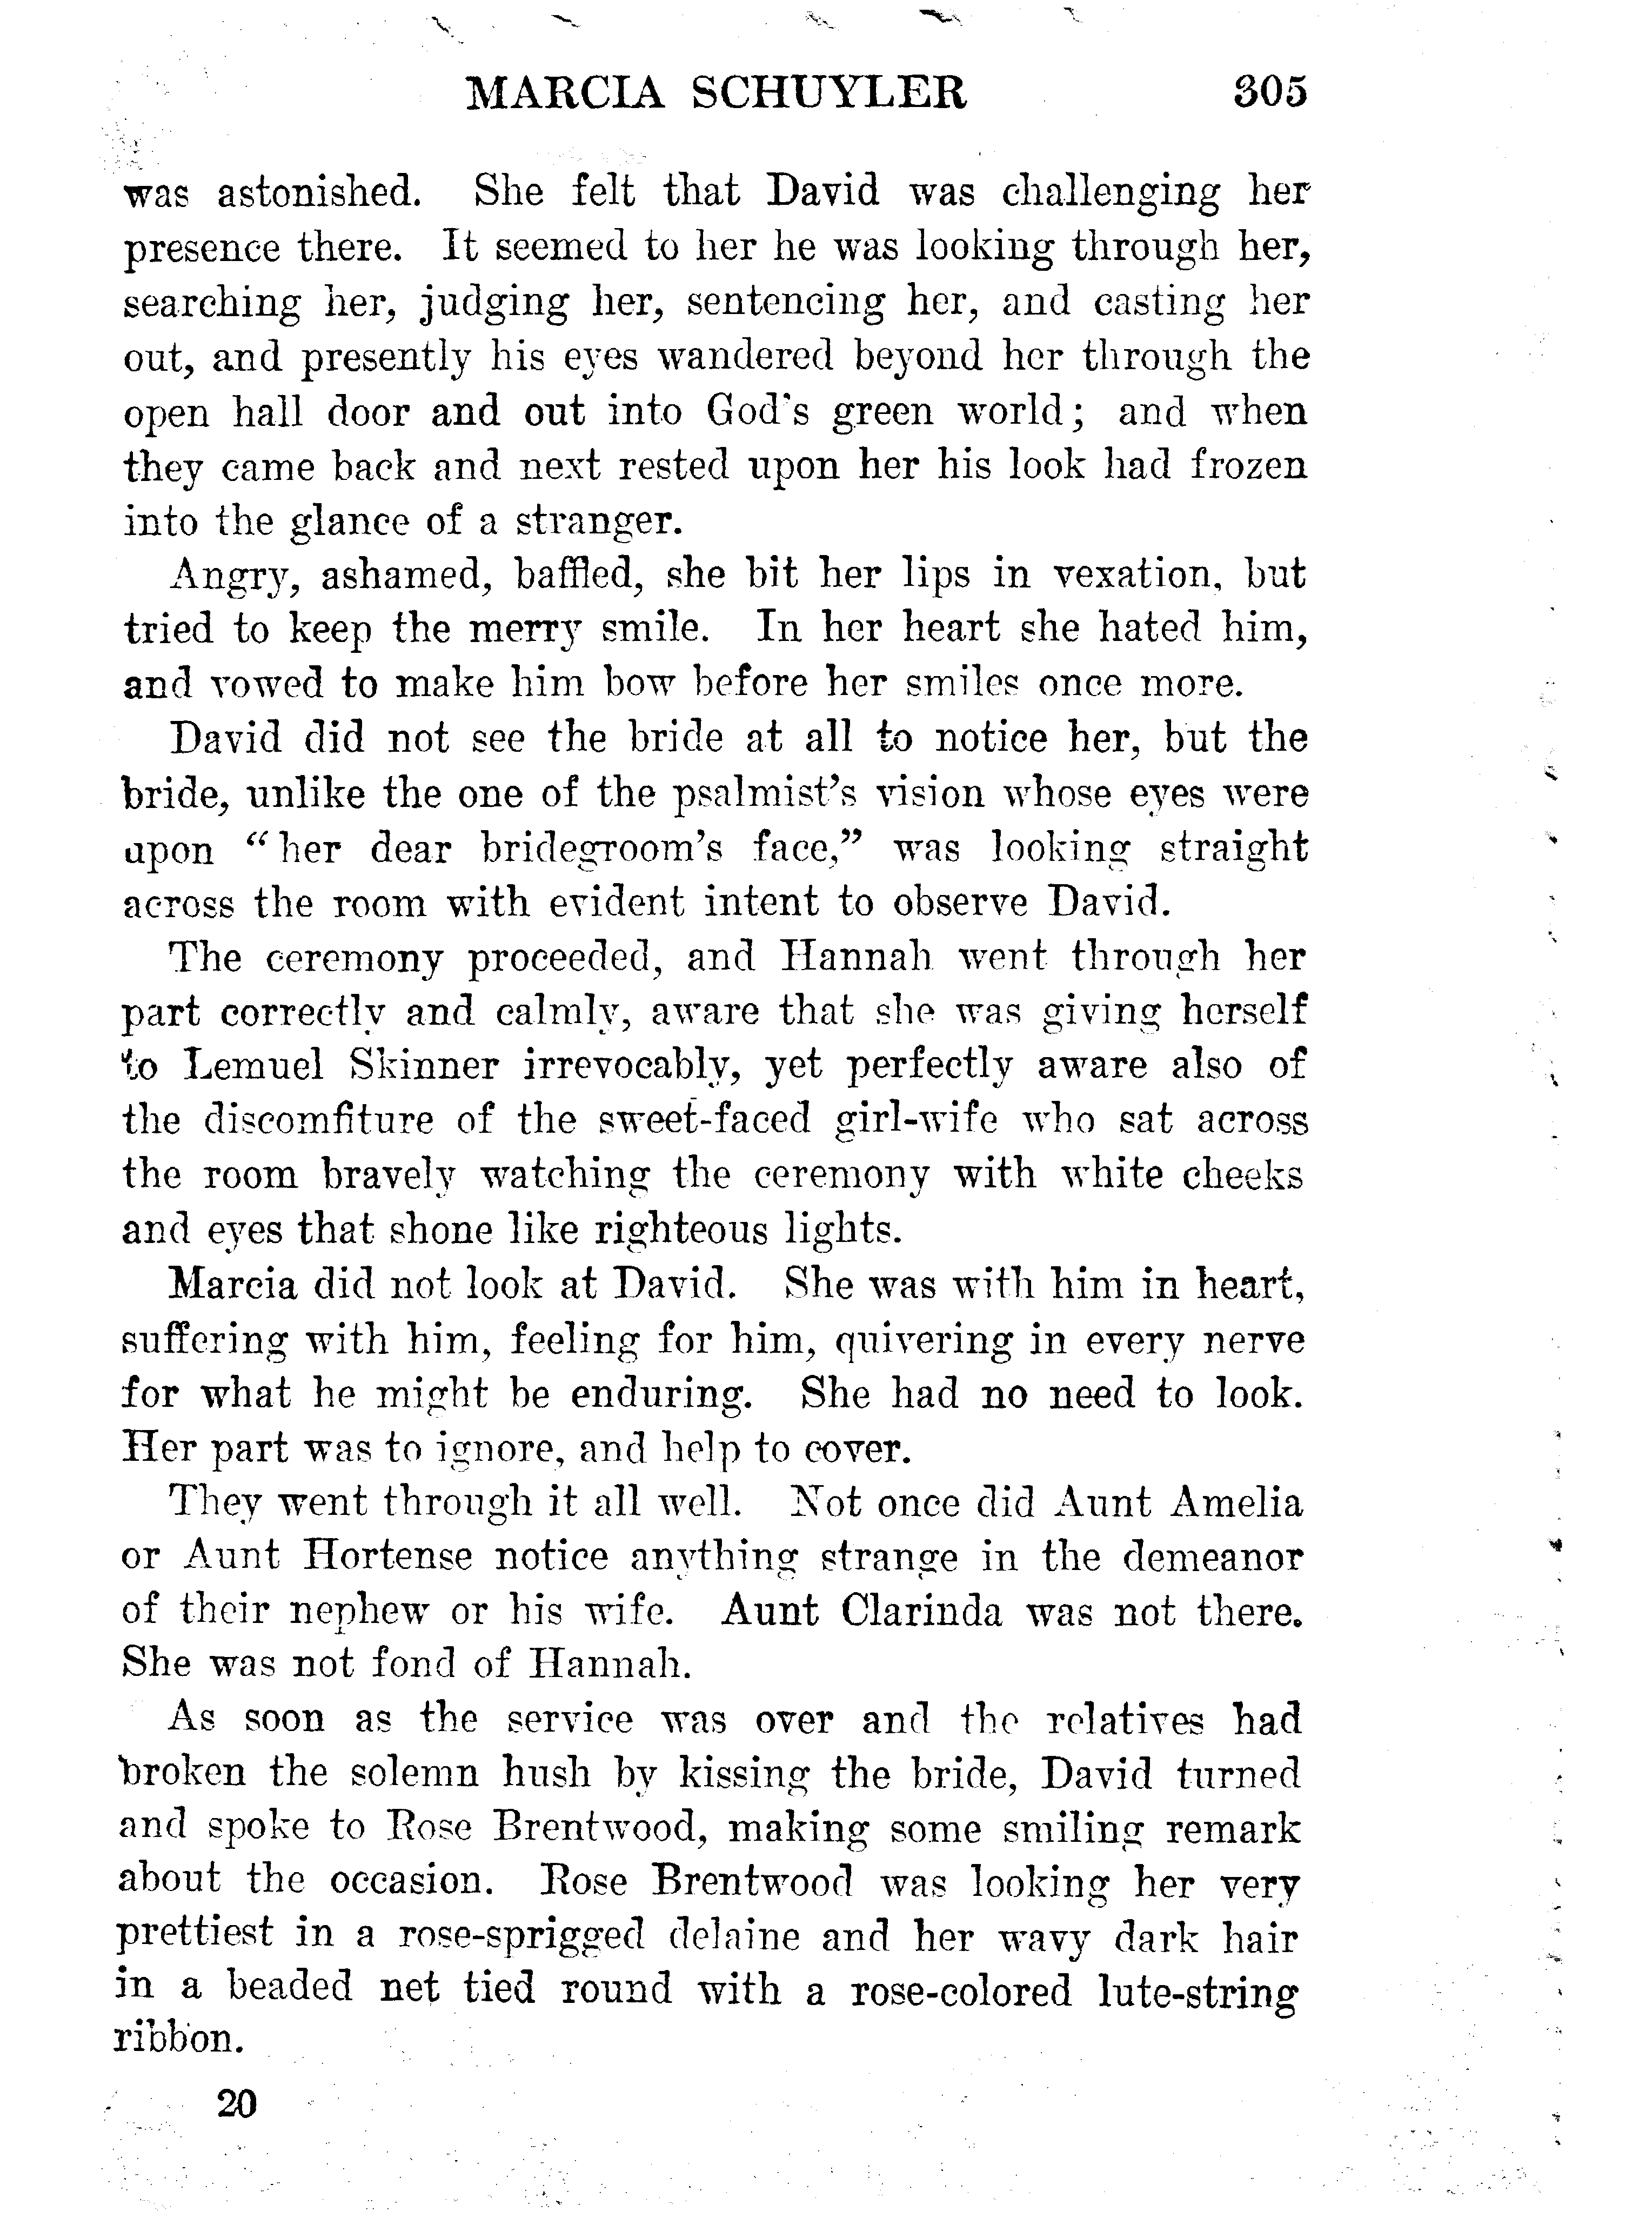 MARCIA SCHUYLER 305
was astonished. She felt that David was challenging her
presence there. It seemed to her he was looking through her,
searching her, judging her, sentencing her, and casting her
out, and presently his eyes wandered beyond her through the
open hall door and out into God's green world; and when
they came back and next rested upon her his look had frozen
into the glance of a stranger.
Angry, ashamed, baffled, she bit her lips in vexation, but
tried to keep the merry smile. In her heart she hated him,
and vowed to make him bow before her smiles once more.
David did not see the bride at all to notice her, but the
bride, unlike the one of the psalmist's vision whose eyes were
upon "her dear bridegroom's face," was looking straight
across the room with evident intent to observe David.
The ceremony proceeded, and Hannah went through her
part correctly and calmly, aware that she was giving herself
to Lemuel Skinner irrevocably, yet perfectly aware also of
the discomfiture of the sweet-faced girl-wife who sat across
the room bravely watching the ceremony with white cheeks
and eyes that shone like righteous lights.
Marcia did not look at David. She was with him in heart,
suffering with him, feeling for him, quivering in every nerve
for what he might be enduring. She had no need to look.
Her part was to ignore, and help to cover.
They went through it all well. Not once did Aunt Amelia
or Aunt Hortense notice anything strange in the demeanor
of their nephew or his wife. Aunt Clarinda was not there.
She was not fond of Hannah.
As soon as the service was over and the relatives had
broken the solemn hush by kissing the bride, David turned
and spoke to Rose Brentwood, making some smiling remark
about the occasion. Rose Brentwood was looking her very
prettiest in a rose-sprigged delaine and her wavy dark hair
in a beaded net tied round with a rose-colored lute-string
ribbon.
20